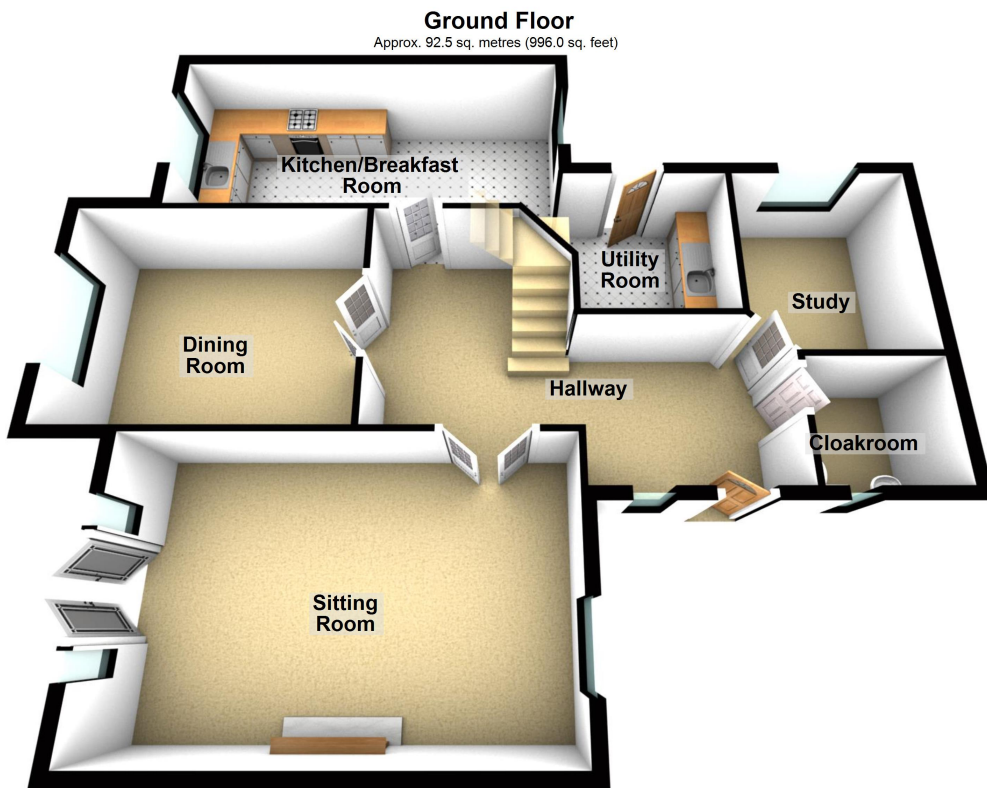 Ground Floor
Approx. 92.5 sq. metres (996.0 sq. feet)
Kitchen/Breakfast
Room
Utility
Room
Study
Dining
Room
Hallway
Cloakroom
Sitting
Room